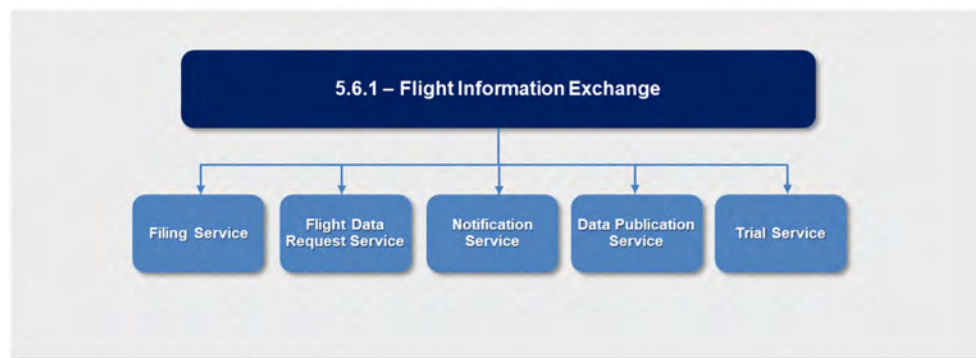 5.6.1 – Flight Information Exchange
Filing Service
Flight Data
Request Service
Notification
Service
Data Publication
Service
Trial Service